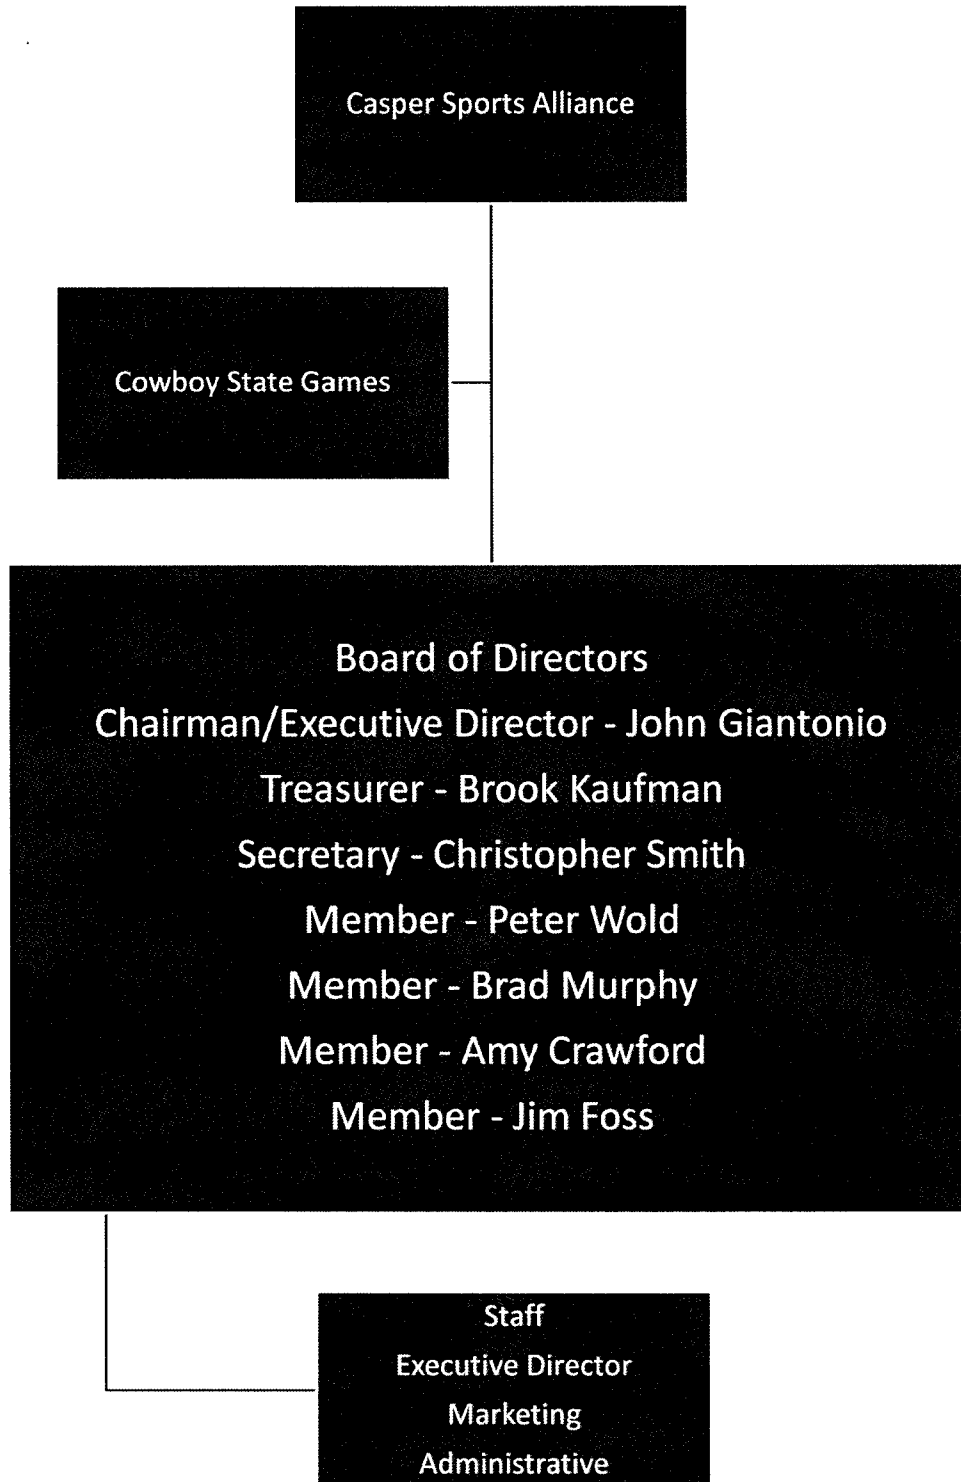 Casper Sports Alliance
Cowboy State Games
Board of Directors
Chairman/Executive Director - John Giantonio
Treasurer - Brook Kaufman
Secretary - Christopher Smith
Member - Peter Wold
Member - Brad Murphy
Member - Amy Crawford
Member - Jim Foss
Staff
Executive Director
Marketing
Administrative